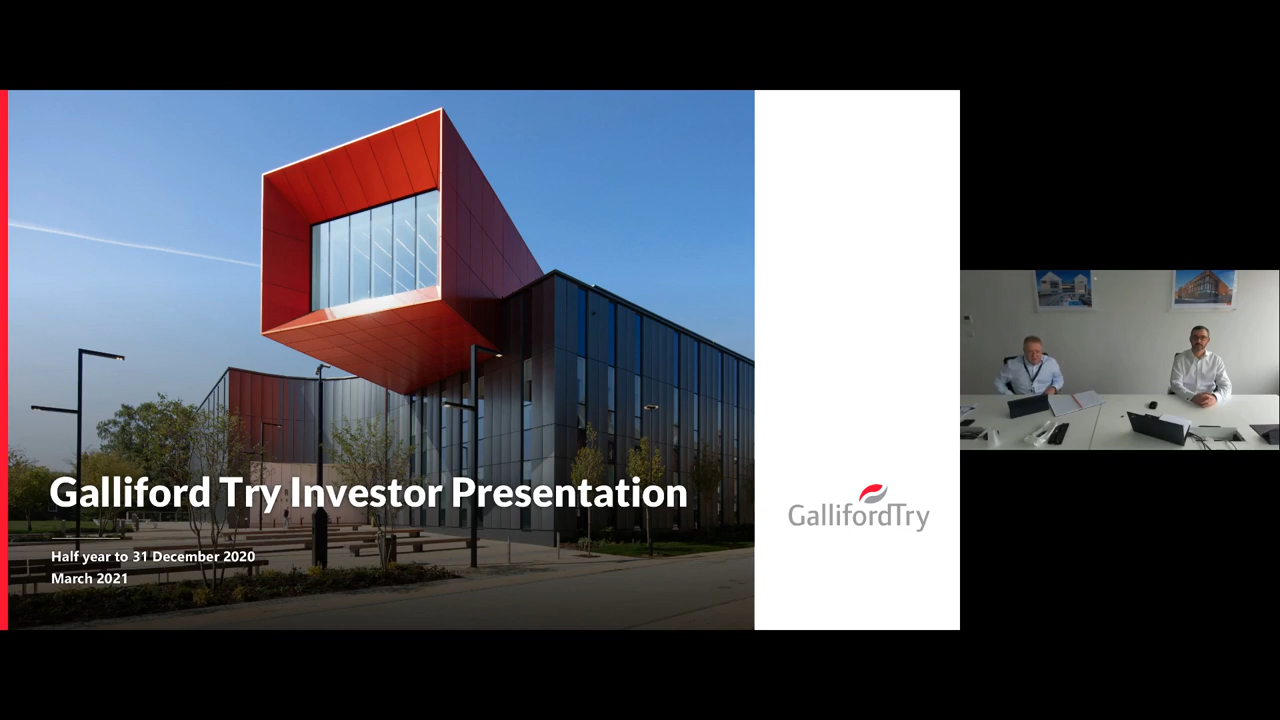 Galliford Try Investor Presentation
Half year to 31 December 2020
March 2021
GallifordTry